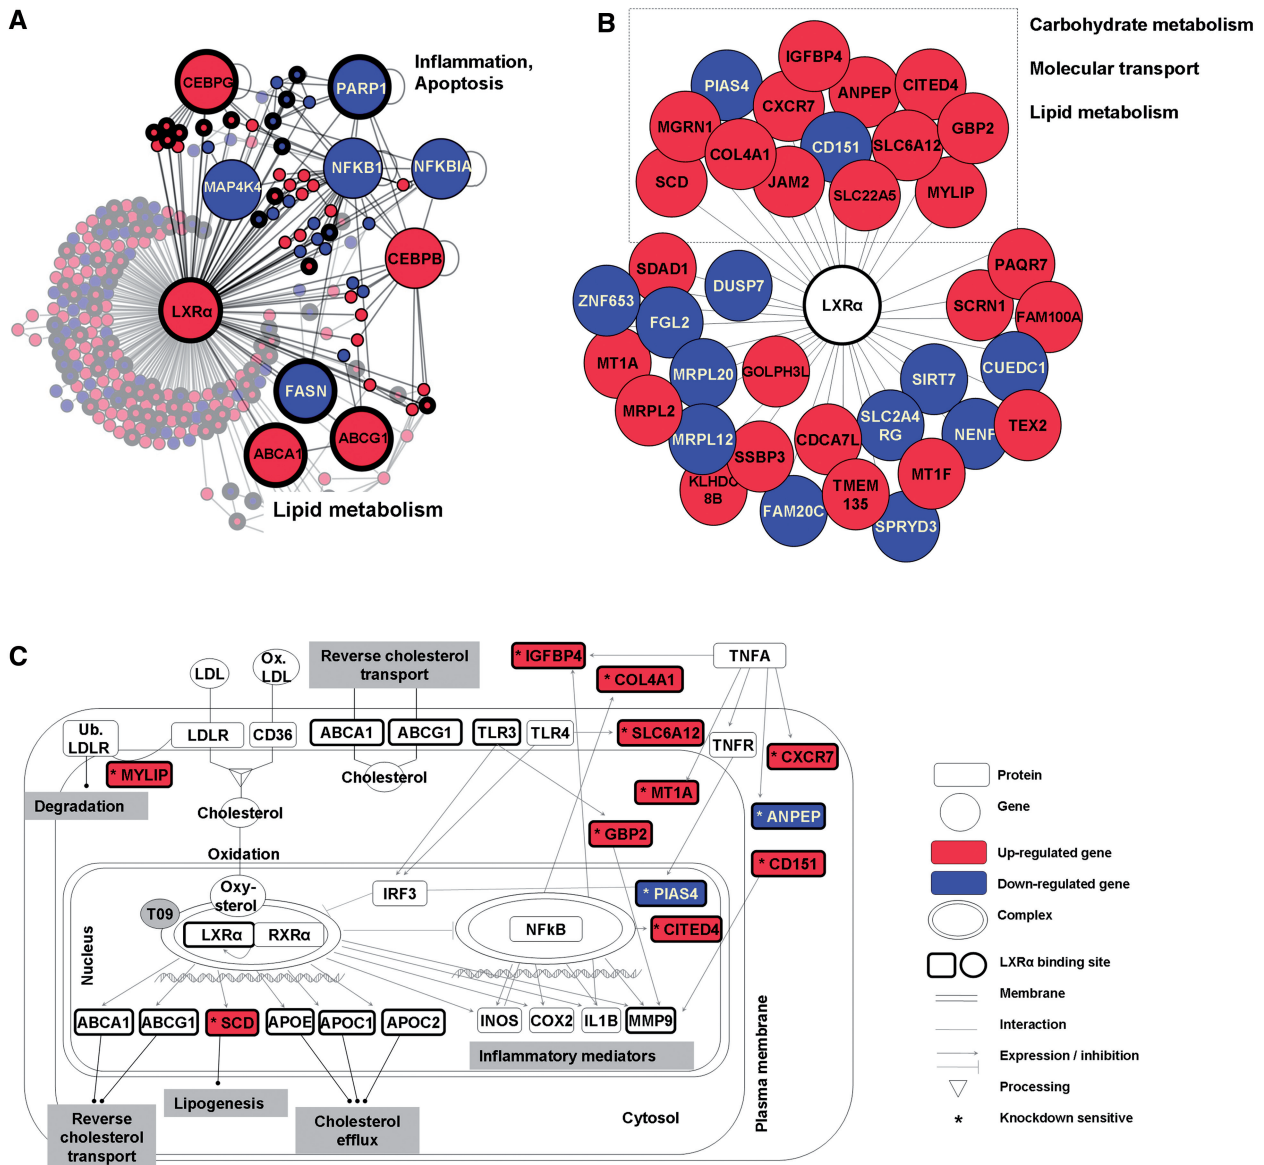 A
Inflammation,
Apoptosis
CEBPG
PARP1
NFKB1
NFKBIA
MAP4K4
CEBPB
LXRα
FASN
ABCG1
ABCA1
Lipid metabolism
B
Carbohydrate metabolism
Molecular transport
Lipid metabolism
IGFBP4
PIAS4
CXCR7
ANPEP
CITED4
MGRN1
GBP2
COL4A1
CD151
SLC6A12
SCD
JAM2
SLC22A5
MYLIP
SDAD1
ZNF653
DUSP7
FGL2
LXRα
PAQR7
SCRN1
FAM100A
MT1A
MRPL20
GOLPH3L
SIRT7
CUEDC1
MRPL2
MRPL12
SSBP3
CDCA7L
SLC2A4
RG
NENF
TEX2
KLHDC
8B
FAM20C
TMEM
135
MT1F
SPRYD3
C
LDL
Ox.
LDL
Reverse cholesterol
transport
* IGFBP4
TNFA
* COL4A1
Ub.
LDLR
LDLR
CD36
ABCA1
ABCG1
TLR3
TLR4
* SLC6A12
TNFR
* CXCR7
* MYLIP
Cholesterol
Degradation
Cholesterol
* MT1A
* ANPEP
* GBP2
* CD151
Oxidation
Oxy-
sterol
IRF3
* PIAS4
T09
LXRα
RXRα
NFkB
* CITED4
Nucleus
ABCA1
ABCG1
* SCD
APOE
APOC1
APOC2
INOS
COX2
IL1B
MMP9
Inflammatory mediators
Lipogenesis
Reverse
cholesterol
transport
Cholesterol
efflux
Cytosol
Plasma membrane
Protein
Gene
Up-regulated gene
Down-regulated gene
Complex
LXRα binding site
Membrane
Interaction
Expression / inhibition
Processing
* Knockdown sensitive